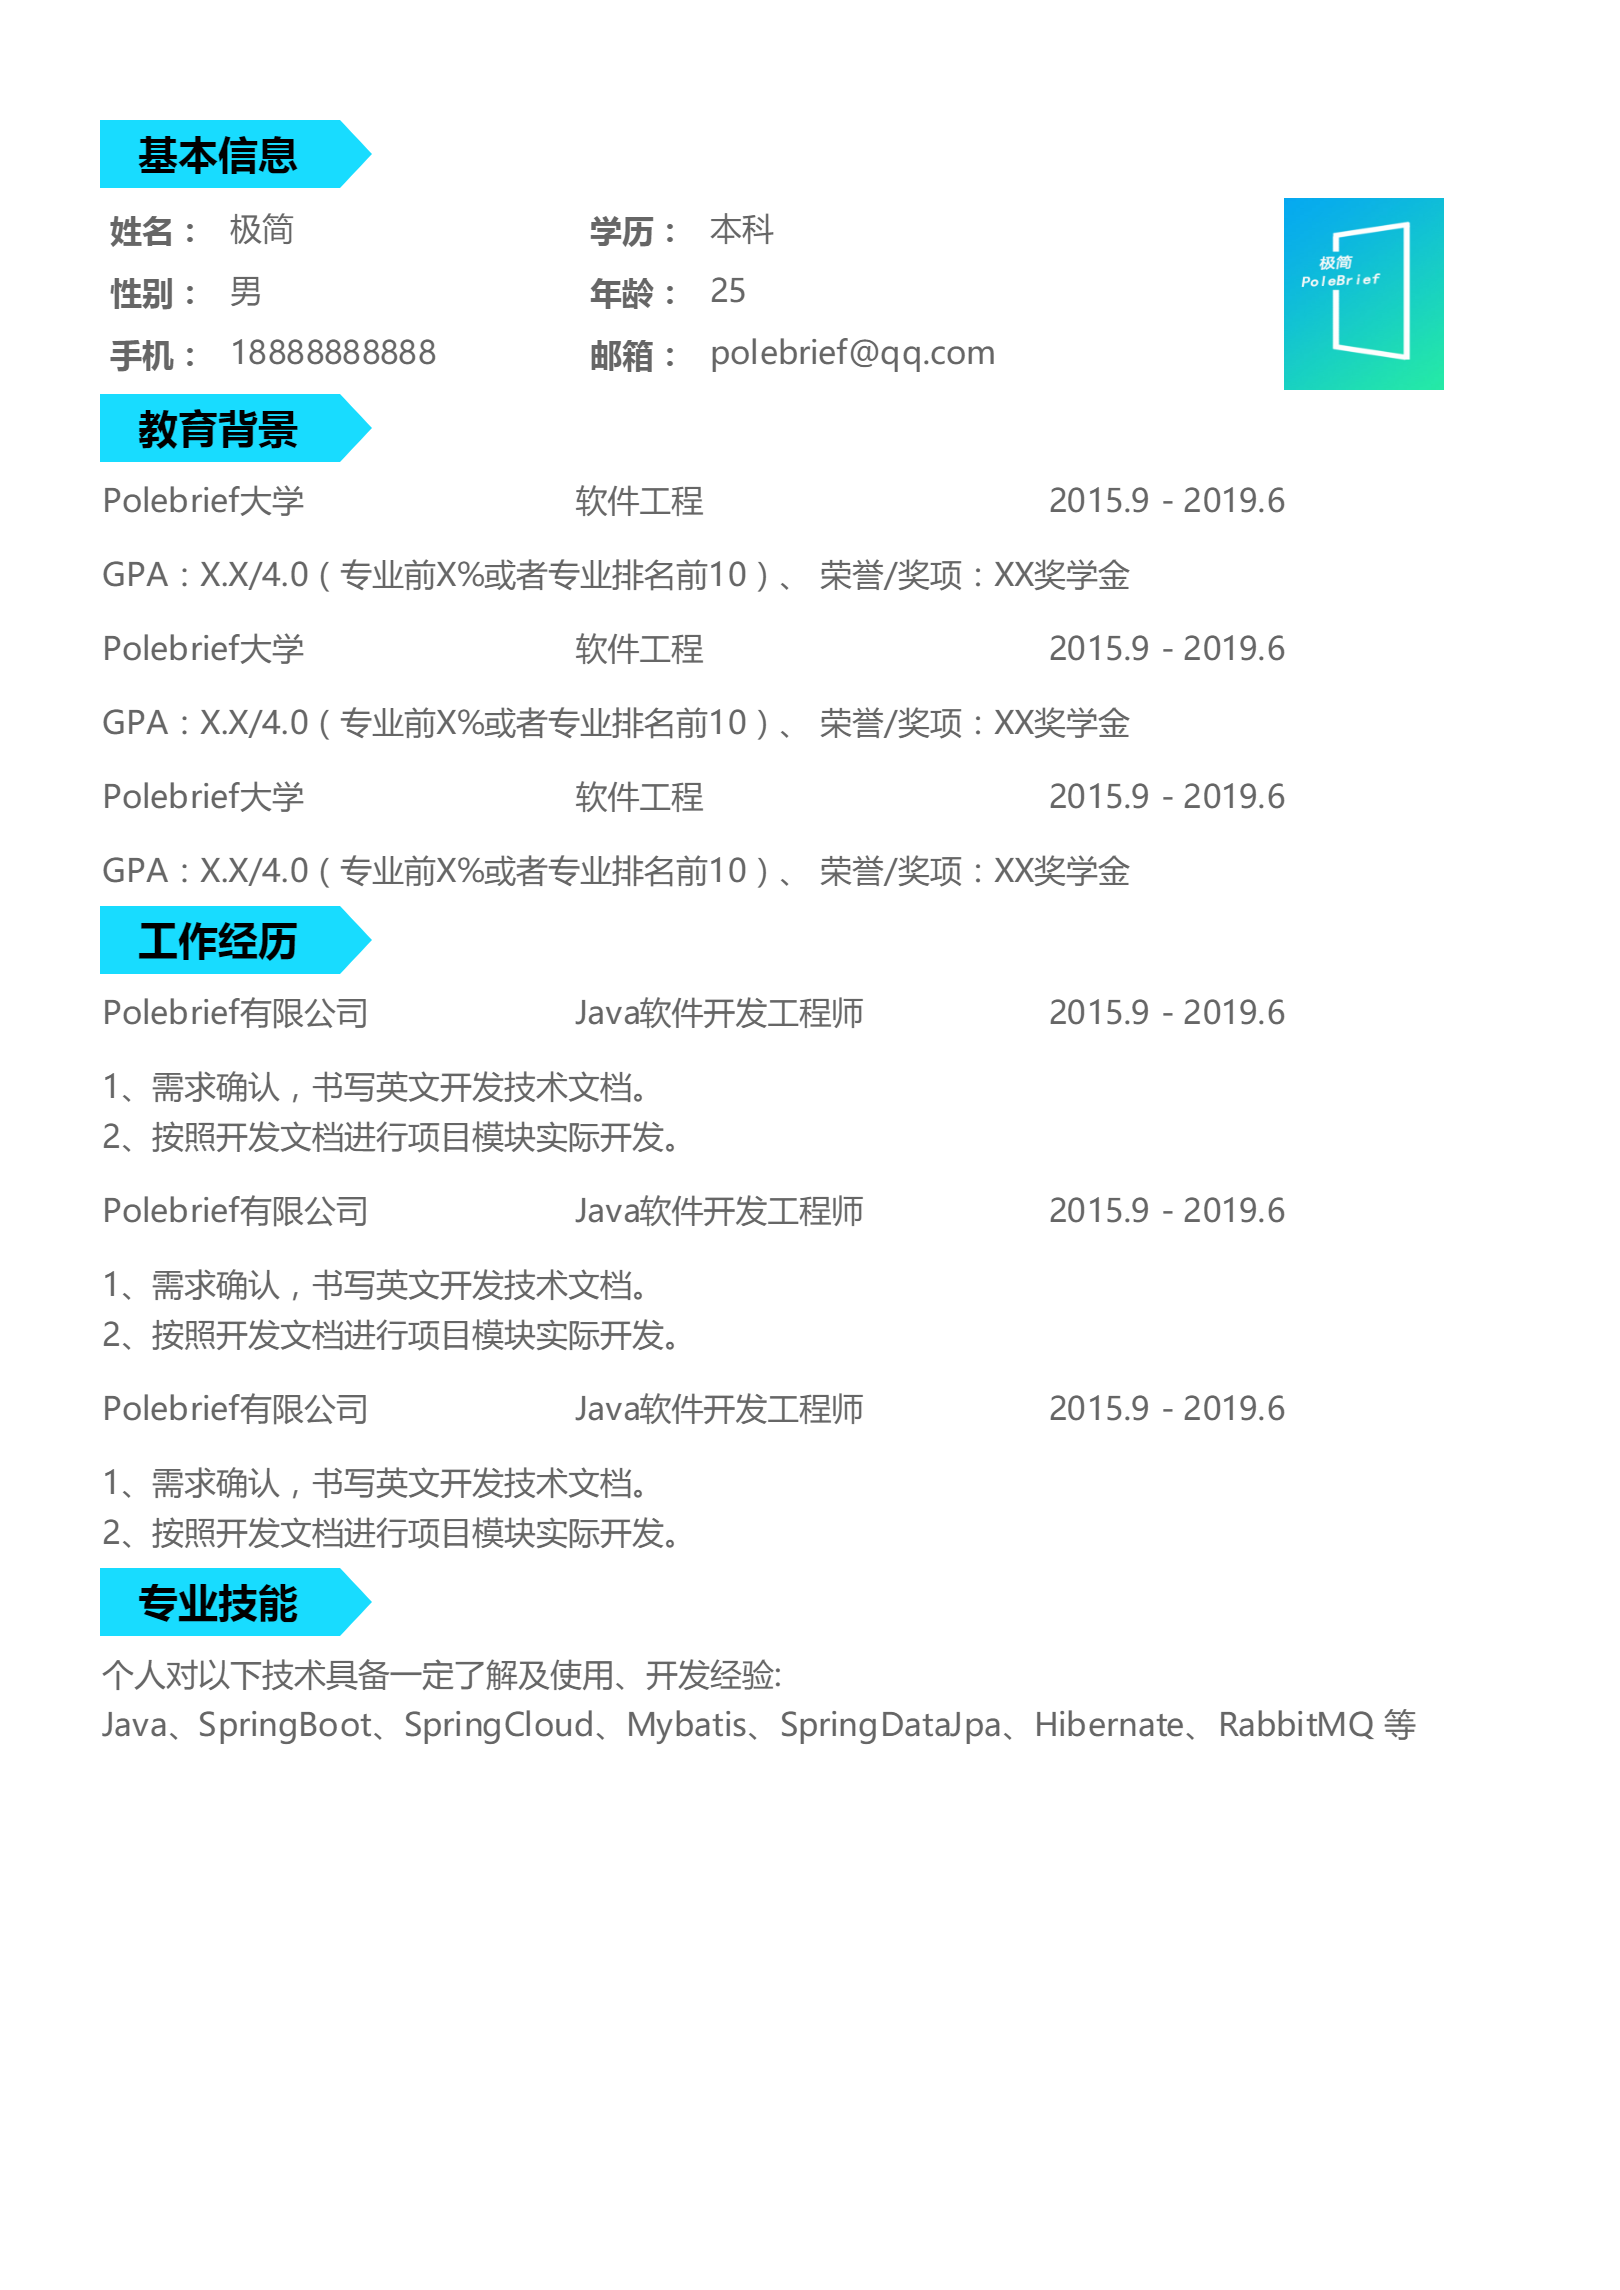 基本信息
姓名： 极简 学历： 本科
极简
PoleBrief
性别： 男 年龄： 25
手机： 18888888888 邮箱： polebrief@qq.com
教育背景
Polebrief大学 软件工程 2015.9 - 2019.6
GPA：X.X/4.0（专业前X%或者专业排名前10）、 荣誉/奖项：XX奖学金
Polebrief大学 软件工程 2015.9 - 2019.6
GPA：X.X/4.0（专业前X%或者专业排名前10）、 荣誉/奖项：XX奖学金
Polebrief大学 软件工程 2015.9 - 2019.6
GPA：X.X/4.0（专业前X%或者专业排名前10）、 荣誉/奖项：XX奖学金
工作经历
Polebrief有限公司 Java软件开发工程师 2015.9 - 2019.6
1、需求确认，书写英文开发技术文档。
2、按照开发文档进行项目模块实际开发。
Polebrief有限公司 Java软件开发工程师 2015.9 - 2019.6
1、需求确认，书写英文开发技术文档。
2、按照开发文档进行项目模块实际开发。
Polebrief有限公司 Java软件开发工程师 2015.9 - 2019.6
1、需求确认，书写英文开发技术文档。
2、按照开发文档进行项目模块实际开发。
专业技能
个人对以下技术具备一定了解及使用、开发经验:
Java、SpringBoot、SpringCloud、Mybatis、SpringDataJpa、Hibernate、RabbitMQ 等